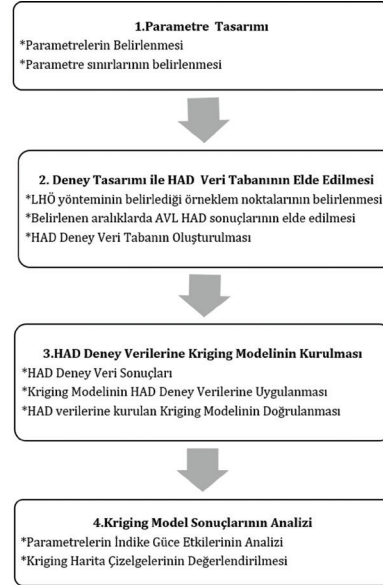 1.Parametre Tasarımı
*Parametrelerin Belirlenmesi
*Parametre sınırlarının belirlenmesi
2. Deney Tasarımı ile HAD Veri Tabanının Elde Edilmesi
*LHÖ yönteminin belirlediği örneklem noktalarının belirlenmesi
*Belirlenen aralıklarda AVL HAD sonuçlarının elde edilmesi
*HAD Deney Veri Tabanın Oluşturulması
3.HAD Deney Verilerine Kriging Modelinin Kurulması
*HAD Deney Veri Sonuçları
*Kriging Modelinin HAD Deney Verilerine Uygulanması
*HAD verilerine kurulan Kriging Modelinin Doğrulanması
4.Kriging Model Sonuçlarının Analizi
*Parametrelerin İndike Güce Etkilerinin Analizi
*Kriging Harita Çizelgelerinin Değerlendirilmesi